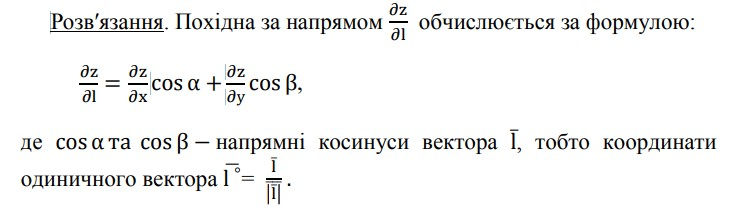 Розв′язання. Похідна за напрямом ∂z/∂l обчислюється за формулою:
∂z/∂l = ∂z/∂x cos α + ∂z/∂y cos β,
де cos α та cos β − напрямні косинуси вектора l̄, тобто координати
одиничного вектора l̄° = l̄/|l̄|.